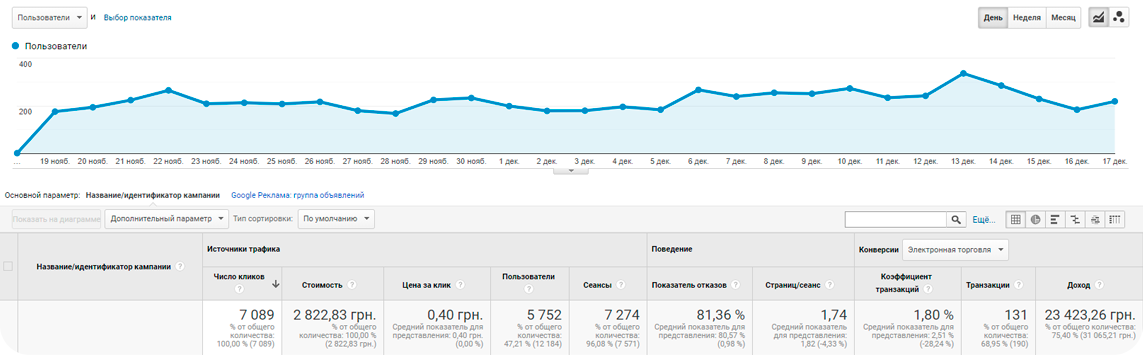 Пользователи и Выбор показателя День Неделя Месяц
Пользователи
400
200
... 19 нояб. 20 нояб. 21 нояб. 22 нояб. 23 нояб. 24 нояб. 25 нояб. 26 нояб. 27 нояб. 28 нояб. 29 нояб. 30 нояб. 1 дек. 2 дек. 3 дек. 4 дек. 5 дек. 6 дек. 7 дек. 8 дек. 9 дек. 10 дек. 11 дек. 12 дек. 13 дек. 14 дек. 15 дек. 16 дек. 17 дек.
Основной параметр: Название/идентификатор кампании Google Реклама: группа объявлений
Показать на диаграмме Дополнительный параметр Тип сортировки: По умолчанию Ещё...
Название/идентификатор кампании ?
Источники трафика
Число кликов ?
Стоимость ?
Цена за клик ?
Пользователи ?
Сеансы ?
Поведение
Показатель отказов ?
Страниц/сеанс ?
Конверсии Электронная торговля
Коэффициент
транзакций ?
Транзакции ?
Доход ?
7 089
% от общего
количества:
100,00 % (7 089)
2 822,83 грн.
% от общего
количества: 100,00 %
(2 822,83 грн.)
0,40 грн.
Средний показатель для
представления: 0,40 грн.
(0,00 %)
5 752
% от общего
количества:
47,21 % (12 184)
7 274
% от общего
количества:
96,08 % (7 571)
81,36 %
Средний показатель для
представления: 80,57 %
(0,98 %)
1,74
Средний показатель
для представления:
1,82 (-4,33 %)
1,80 %
Средний показатель для
представления: 2,51 %
(-28,24 %)
131
% от общего
количества:
68,95 % (190)
23 423,26 грн.
% от общего количества:
75,40 % (31 065,21 грн.)